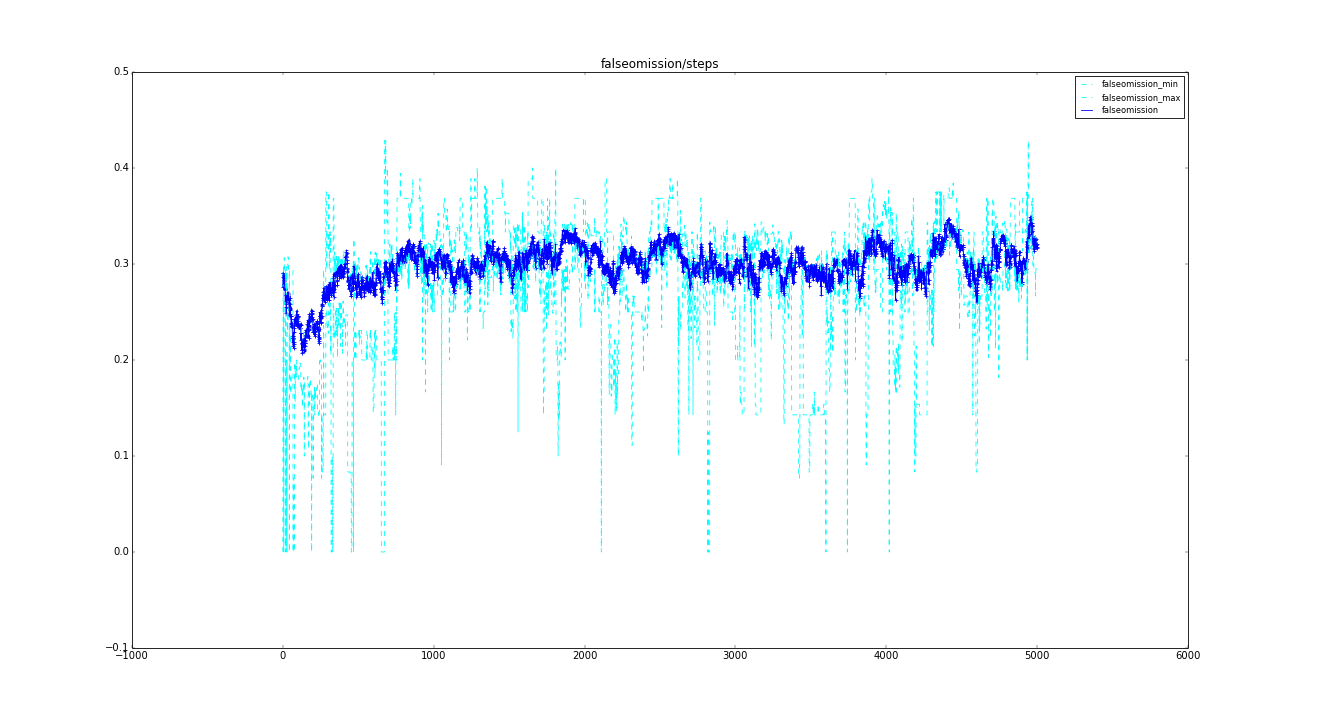 falseomission/steps
0.5
falseomission_min
falseomission_max
falseomission
0.4
0.3
0.2
0.1
0.0
−0.1
−1000 0 1000 2000 3000 4000 5000 6000